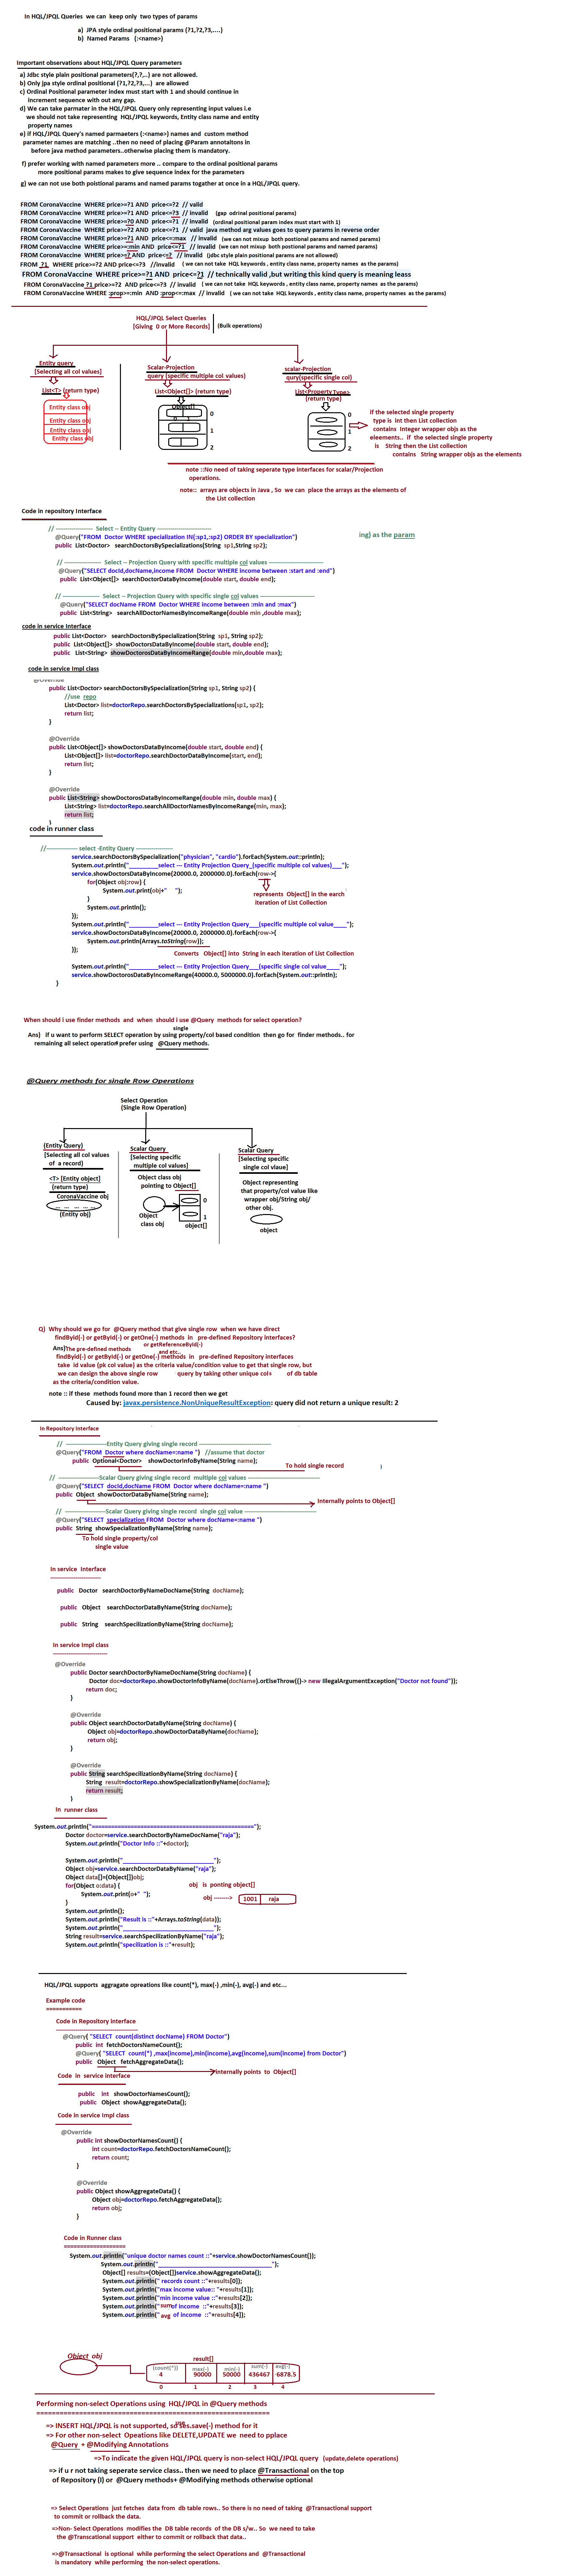 In HQL/JPQL Queries we can keep only two types of params
a) JPA style ordinal positional params (?1,?2,?3,....)
b) Named Params (:<name>)
Important observations about HQL/JPQL Query parameters
a) Jdbc style plain positional parameters(?,?,..) are not allowed.
b) Only jpa style ordinal positional (?1,?2,?3,...) are allowed
c) Ordinal Positional parameter index must start with 1 and should continue in
increment sequence with out any gap.
d) We can take parmater in the HQL/JPQL Query only representing input values i.e
we should not take representing HQL/JPQL keywords, Entity class name and entity
property names
e) if HQL/JPQL Query's named parmaeters (:<name>) names and custom method
parameter names are matching ..then no need of placing @Param annotaitons in
before java method parameters..otherwise placing them is mandatory.
f) prefer working with named parameters more .. compare to the ordinal positional params
more positional params makes to give sequence index for the parameters
g) we can not use both poistional params and named params togather at once in a HQL/JPQL query.
FROM CoronaVaccine WHERE price>=?1 AND price<=?2 // valid
FROM CoronaVaccine WHERE price>=?1 AND price<=?3 // invalid (gap odrinal positional params)
FROM CoronaVaccine WHERE price>=?0 AND price<=?1 // invalid (ordinal positional param index must start with 1)
FROM CoronaVaccine WHERE price>=?2 AND price<=?1 // valid java method arg values goes to query params in reverse order
FROM CoronaVaccine WHERE price>=?1 AND price<=:max // invalid (we can not mixup both postional params and named params)
FROM CoronaVaccine WHERE price>=:min AND price<=?1 // invalid (we can not mixup both postional params and named params)
FROM CoronaVaccine WHERE price>=? AND price<=? // invalid (jdbc style plain positional params are not allowed)
FROM ?1 WHERE price>=?2 AND price<=?3 //invalid ( we can not take HQL keywords , entity class name, property names as the params)
FROM CoronaVaccine WHERE price>=?1 AND price<=?1 // technically valid ,but writing this kind query is meaning leass
FROM CoronaVaccine ?1 price>=?2 AND price<=?3 // invalid ( we can not take HQL keywords , entity class name, property names as the params)
FROM CoronaVaccine WHERE :prop>=:min AND :prop<=:max // invalid ( we can not take HQL keywords , entity class name, property names as the params)
HQL/JPQL Select Queries
[Giving 0 or More Records] (Bulk operations)
Entity query
[Selecting all col values]
List<T> (return type)
Entity class obj
Entity class obj
Entity class obj
Entity class obj
Scalar-Projection
query (specific multiple col values)
List<Object[]> (return type)
Object[]
0 1
0
1
2
scalar-Projection
qury(specific single col)
List<Property Type>
(return type)
0
1
2
if the selected single property
type is int then List collection
contains Integer wrapper objs as the
eleements.. if the selected single property
is String then the List collection
contains String wrapper objs as the elements
note ::No need of taking seperate type interfaces for scalar/Projection
operations.
note:: arrays are objects in Java , So we can place the arrays as the elements of
the List collection
Code in repository Interface
// ------------------ Select -- Entity Query ---------------------------
@Query("FROM Doctor WHERE specialization IN(:sp1,:sp2) ORDER BY specialization")
public List<Doctor> searchDoctorsBySpecializations(String sp1,String sp2);
ing) as the param
// ------------------ Select -- Projection Query with specific multiple col values ---------------------------
@Query("SELECT docId,docName,income FROM Doctor WHERE income between :start and :end")
public List<Object[]> searchDoctorDataByIncome(double start, double end);
// ------------------ Select -- Projection Query with specific single col values ---------------------------
@Query("SELECT docName FROM Doctor WHERE income between :min and :max")
public List<String> searchAllDoctorNamesByIncomeRange(double min ,double max);
code in service Interface
public List<Doctor> searchDoctorsBySpecialization(String sp1, String sp2);
public List<Object[]> showDoctorsDataByIncome(double start, double end);
public List<String> showDoctorosDataByIncomeRange(double min,double max);
code in service Impl class
@Override
public List<Doctor> searchDoctorsBySpecialization(String sp1, String sp2) {
//use repo
List<Doctor> list=doctorRepo.searchDoctorsBySpecializations(sp1, sp2);
return list;
}
@Override
public List<Object[]> showDoctorsDataByIncome(double start, double end) {
List<Object[]> list=doctorRepo.searchDoctorDataByIncome(start, end);
return list;
}
@Override
public List<String> showDoctorosDataByIncomeRange(double min, double max) {
List<String> list=doctorRepo.searchAllDoctorNamesByIncomeRange(min, max);
return list;
}
code in runner class
//--------------- select -Entity Query ------------------
service.searchDoctorsBySpecialization("physician", "cardio").forEach(System.out::println);
System.out.println("_________select --- Entity Projection Query_(specific multiple col values)___");
service.showDoctorsDataByIncome(20000.0, 2000000.0).forEach(row->{
for(Object obj:row) {
System.out.print(obj+" ");
}
System.out.println();
});
represents Object[] in the earch
iteration of List Collection
System.out.println("_________select --- Entity Projection Query___(specific multiple col value____");
service.showDoctorsDataByIncome(20000.0, 2000000.0).forEach(row->{
System.out.println(Arrays.toString(row));
});
Converts Object[] into String in each iteration of List Collection
System.out.println("_________select --- Entity Projection Query___(specific single col value____");
service.showDoctorosDataByIncomeRange(40000.0, 5000000.0).forEach(System.out::println);
}
When should i use finder methods and when should i use @Query methods for select operation?
single
Ans) if u want to perform SELECT operation by using property/col based condition then go for finder methods.. for
remaining all select operation prefer using @Query methods.
@Query methods for single Row Operations
Select Operation
(Single Row Operation)
(Entity Query)
[Selecting all col values
of a record)
<T> [Entity object]
(return type)
CoronaVaccine obj
... ... ... ... ...
(Entity obj)
Scalar Query
[Selecting specific
multiple col values]
Object class obj
pointing to Object[]
Object
class obj
0
1
object[]
Scalar Query
[Selecting specific
single col vlaue]
Object representing
that property/col value like
wrapper obj/String obj/
other obj.
object
Q) Why should we go for @Query method that give single row when we have direct
findByid(-) or getById(-) or getOne(-) methods in pre-defined Repository interfaces?
or getReferenceById(-)
and etc..
Ans)The pre-defined methods
findByid(-) or getById(-) or getOne(-) methods in pre-defined Repository interfaces
take id value (pk col value) as the criteria value/condition value to get that single row, but
we can design the above single row query by taking other unique cols of db table
as the criteria/condition value.
note :: if these methods found more than 1 record then we get
Caused by: javax.persistence.NonUniqueResultException: query did not return a unique result: 2
In Repository Interface
// -------------------Entity Query giving single record --------------------------------
@Query("FROM Doctor where docName=:name ") //assume that doctor
public Optional<Doctor> showDoctorInfoByName(String name);
)
To hold single record
// -------------------Scalar Query giving single record multiple col values --------------------------------
@Query("SELECT docId,docName FROM Doctor where docName=:name ")
public Object showDoctorDataByName(String name);
Internally points to Object[]
// -------------------Scalar Query giving single record single col value --------------------------------
@Query("SELECT specialization FROM Doctor where docName=:name ")
public String showSpecializationByName(String name);
To hold single property/col
single value
In service Interface
------------------------
public Doctor searchDoctorByNameDocName(String docName);
public Object searchDoctorDataByName(String docName);
public String searchSpecilizationByName(String docName);
In service Impl class
--------------------------
@Override
public Doctor searchDoctorByNameDocName(String docName) {
Doctor doc=doctorRepo.showDoctorInfoByName(docName).orElseThrow(()-> new IllegalArgumentException("Doctor not found"));
return doc;
}
@Override
public Object searchDoctorDataByName(String docName) {
Object obj=doctorRepo.showDoctorDataByName(docName);
return obj;
}
@Override
public String searchSpecilizationByName(String docName) {
String result=doctorRepo.showSpecializationByName(docName);
return result;
}
In runner class
System.out.println("==================================================");
Doctor doctor=service.searchDoctorByNameDocName("raja");
System.out.println("Doctor Info ::"+doctor);
System.out.println("______________________________");
Object obj=service.searchDoctorDataByName("raja");
Object data[]=(Object[])obj;
for(Object o:data) {
System.out.print(o+" ");
}
obj is ponting object[]
obj -------->
1001 raja
System.out.println();
System.out.println("Result is ::"+Arrays.toString(data));
System.out.println("______________________________");
String result=service.searchSpecilizationByName("raja");
System.out.println("specilization is ::"+result);
HQL/JPQL supports aggragate opreations like count(*), max(-) ,min(-), avg(-) and etc...
Example code
===========
Code in Repository interface
@Query( "SELECT count(distinct docName) FROM Doctor")
public int fetchDoctorsNameCount();
@Query( "SELECT count(*) ,max(income),min(income),avg(income),sum(income) from Doctor")
public Object fetchAggregateData();
internally points to Object[]
Code In service interface
public int showDoctorNamesCount();
public Object showAggregateData();
Code in service Impl class
@Override
public int showDoctorNamesCount() {
int count=doctorRepo.fetchDoctorsNameCount();
return count;
}
@Override
public Object showAggregateData() {
Object obj=doctorRepo.fetchAggregateData();
return obj;
}
Code in Runner class
===================
System.out.println("unique doctor names count ::"+service.showDoctorNamesCount());
System.out.println("______________________________________");
Object[] results=(Object[])service.showAggregateData();
System.out.println(" records count ::"+results[0]);
System.out.println("max income value:: "+results[1]);
System.out.println("min income value ::"+results[2]);
System.out.println(" sum of income ::"+results[3]);
System.out.println(" avg of income ::"+results[4]);
Object obj
result[]
(count(*)) max(-) min(-) sum(-) avg(-)
4 90000 50000 436467 6878.5
0 1 2 3 4
Performing non-select Operations using HQL/JPQL in @Query methods
=========================================================
=> INSERT HQL/JPQL is not supported, so use ses.save(-) method for it
=> For other non-select Opeations like DELETE,UPDATE we need to pplace
@Query + @Modifying Annotations
=>To indicate the given HQL/JPQL query is non-select HQL/JPQL query (update,delete operations)
=> if u r not taking seperate service class.. then we need to place @Transactional on the top
of Repository (I) or @Query methods+ @Modifying methods otherwise optional
=> Select Operations just fetches data from db table rows.. So there is no need of taking @Transactional support
to commit or rollback the data.
=>Non- Select Operations modifies the DB table records of the DB s/w.. So we need to take
the @Transcational support either to commit or rollback that data..
=>@Transactional is optional while performing the select Operations and @Transactional
is mandatory while performing the non-select operations.